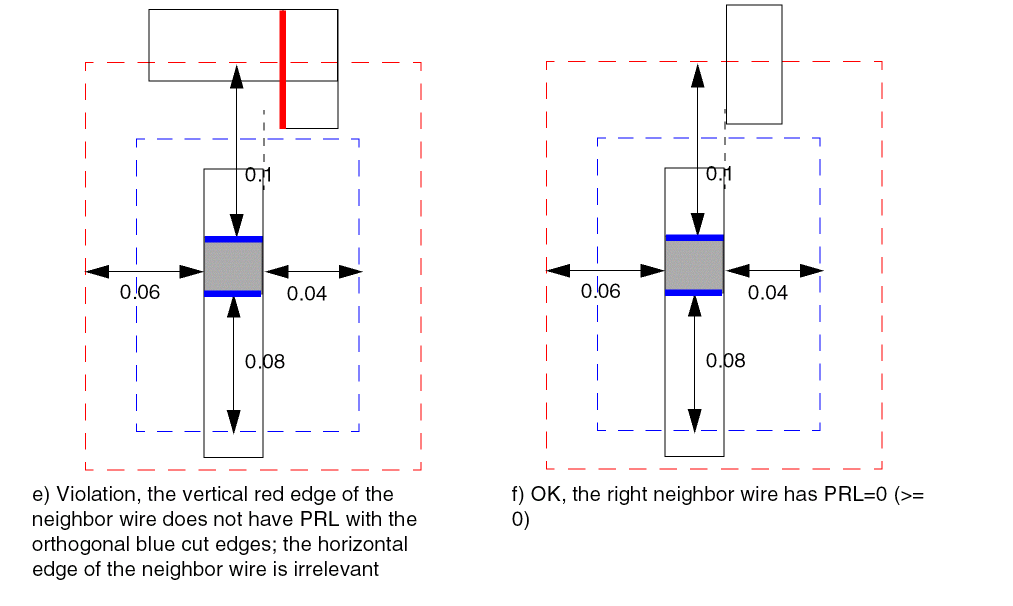 0.1
0.06
0.04
0.08
e) Violation, the vertical red edge of the
neighbor wire does not have PRL with the
orthogonal blue cut edges; the horizontal
edge of the neighbor wire is irrelevant
0.1
0.06
0.04
0.08
f) OK, the right neighbor wire has PRL=0 (>=
0)